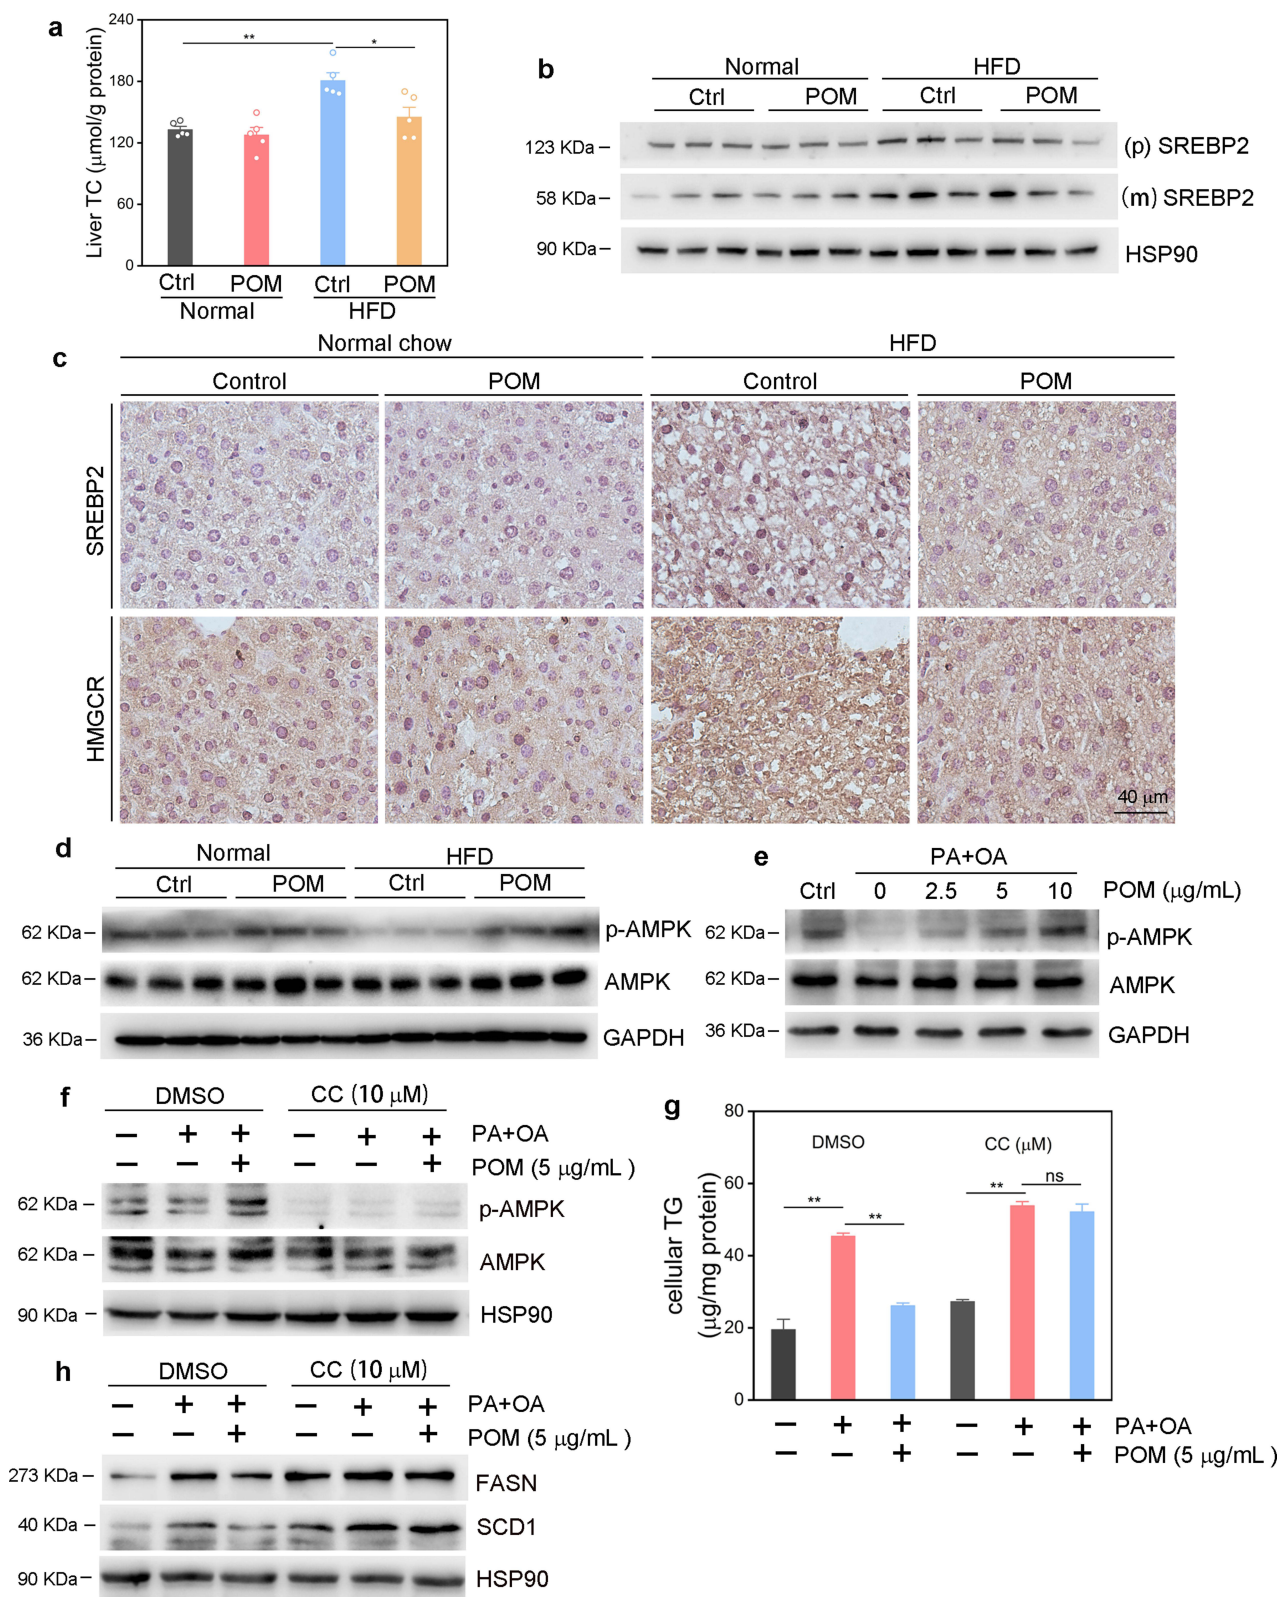 a
Liver TC (μmol/g protein)
240
180
120
60
0
**
*
Ctrl
POM
Ctrl
POM
Normal
HFD
b
Normal
HFD
Ctrl
POM
Ctrl
POM
123 KDa
(p) SREBP2
58 KDa
(m) SREBP2
90 KDa
HSP90
c
Normal chow
HFD
Control
POM
Control
POM
SREBP2
HMGCR
40 μm
d
Normal
HFD
Ctrl
POM
Ctrl
POM
62 KDa
p-AMPK
62 KDa
AMPK
36 KDa
GAPDH
e
PA+OA
Ctrl 0 2.5 5 10 POM (μg/mL)
62 KDa
p-AMPK
62 KDa
AMPK
36 KDa
GAPDH
f
DMSO
CC (10 μM)
− + + − + + PA+OA
− − + − − + POM (5 μg/mL )
62 KDa
p-AMPK
62 KDa
AMPK
90 KDa
HSP90
g
cellular TG
(μg/mg protein)
80
60
40
20
0
DMSO
CC (μM)
**
**
**
ns
− + + − + + PA+OA
− − + − − + POM (5 μg/mL )
h
DMSO
CC (10 μM)
− + + − + + PA+OA
− − + − − + POM (5 μg/mL )
273 KDa
FASN
40 KDa
SCD1
90 KDa
HSP90